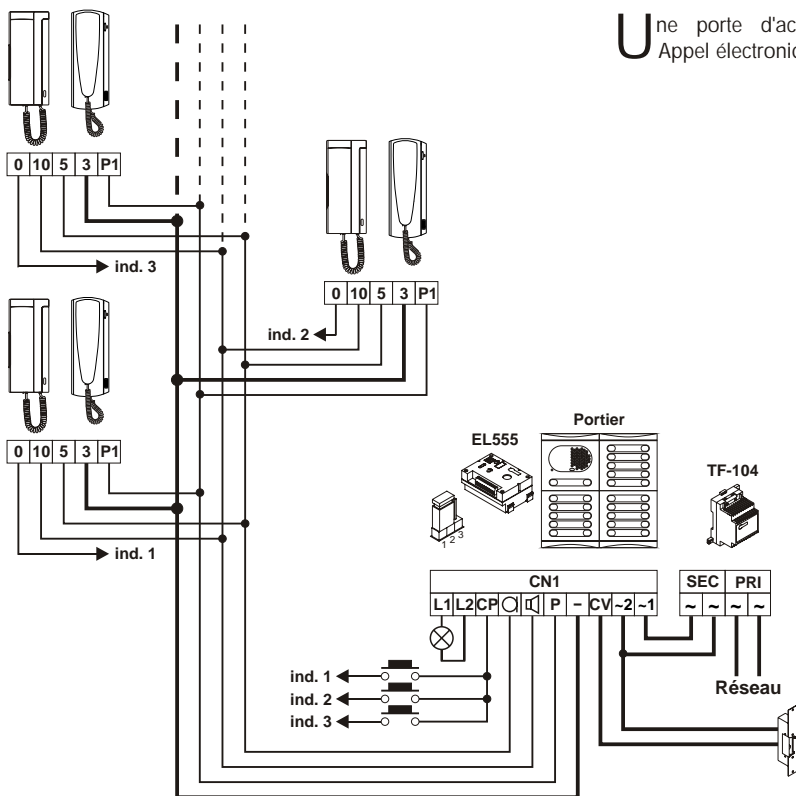 Une porte d'ac
Appel électroni
0 10 5 3 P1
ind. 3
0 10 5 3 P1
ind. 2
0 10 5 3 P1
ind. 1
Portier
EL555
TF-104
1 2 3
CN1
L1 L2 CP P – CV ~2 ~1
SEC PRI
~ ~ ~ ~
ind. 1
ind. 2
ind. 3
Réseau